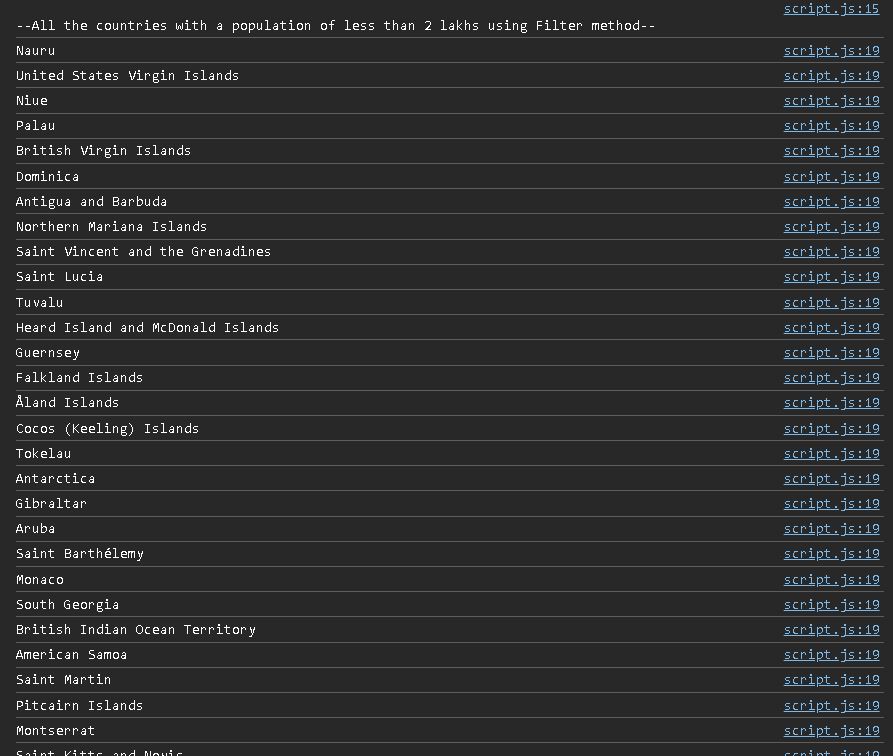 script.js:15
--All the countries with a population of less than 2 lakhs using Filter method--
Nauru script.js:19
United States Virgin Islands script.js:19
Niue script.js:19
Palau script.js:19
British Virgin Islands script.js:19
Dominica script.js:19
Antigua and Barbuda script.js:19
Northern Mariana Islands script.js:19
Saint Vincent and the Grenadines script.js:19
Saint Lucia script.js:19
Tuvalu script.js:19
Heard Island and McDonald Islands script.js:19
Guernsey script.js:19
Falkland Islands script.js:19
Åland Islands script.js:19
Cocos (Keeling) Islands script.js:19
Tokelau script.js:19
Antarctica script.js:19
Gibraltar script.js:19
Aruba script.js:19
Saint Barthélemy script.js:19
Monaco script.js:19
South Georgia script.js:19
British Indian Ocean Territory script.js:19
American Samoa script.js:19
Saint Martin script.js:19
Pitcairn Islands script.js:19
Montserrat script.js:19
Saint Kitts and Nevis script.js:19